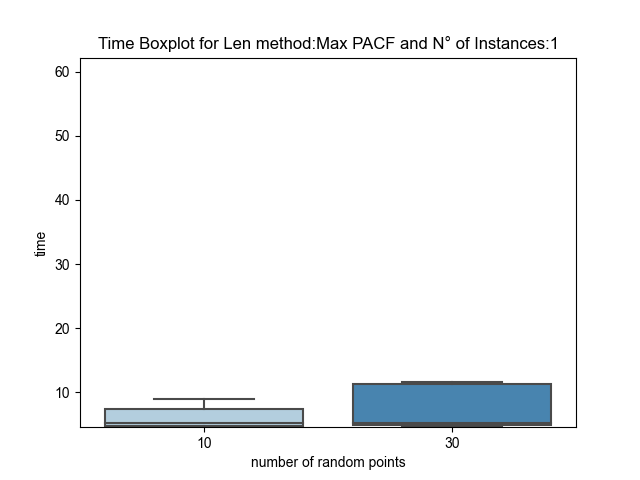 Time Boxplot for Len method:Max PACF and N° of Instances:1
60
50
40
30
20
10
time
10 30
number of random points